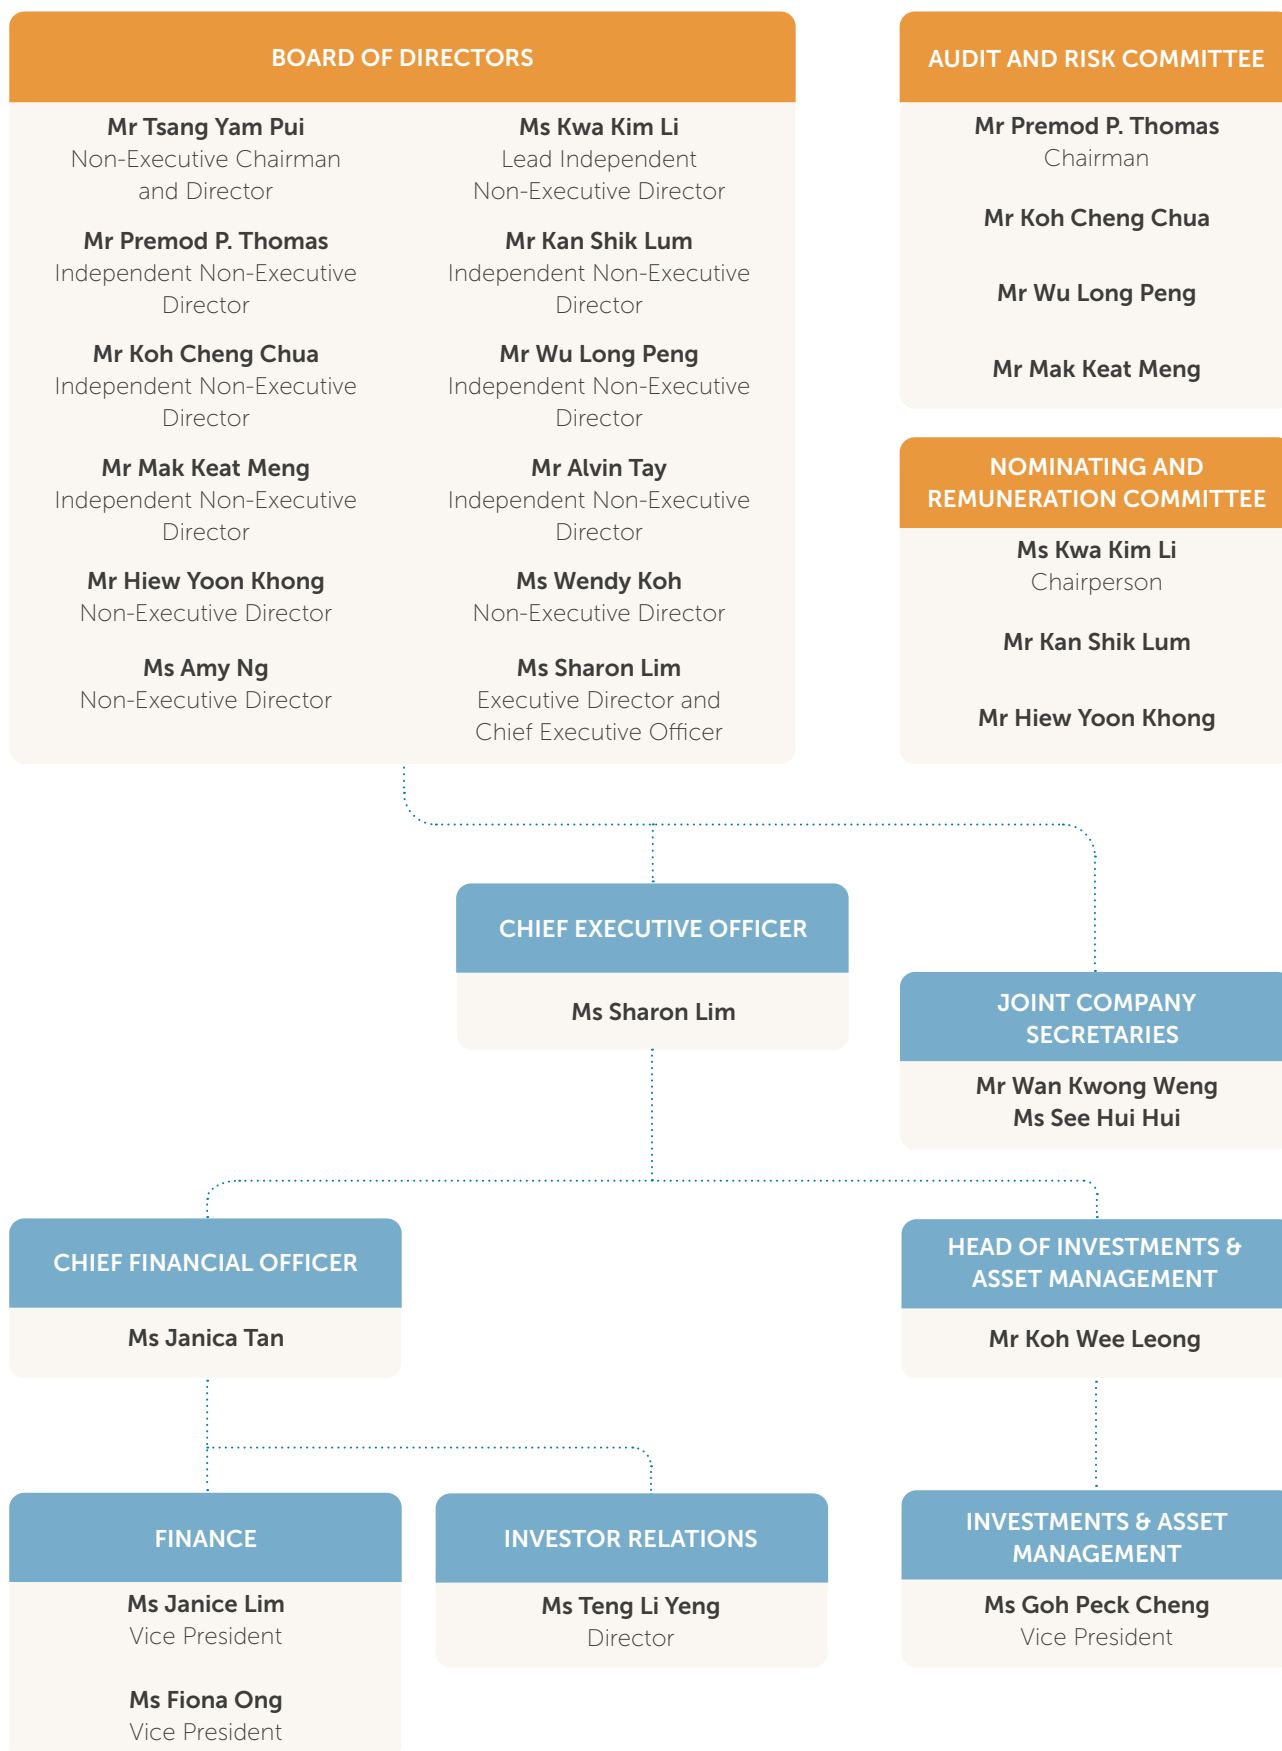 BOARD OF DIRECTORS
Mr Tsang Yam Pui
Non-Executive Chairman
and Director
Ms Kwa Kim Li
Lead Independent
Non-Executive Director
Mr Premod P. Thomas
Independent Non-Executive
Director
Mr Kan Shik Lum
Independent Non-Executive
Director
Mr Koh Cheng Chua
Independent Non-Executive
Director
Mr Wu Long Peng
Independent Non-Executive
Director
Mr Mak Keat Meng
Independent Non-Executive
Director
Mr Alvin Tay
Independent Non-Executive
Director
Mr Hiew Yoon Khong
Non-Executive Director
Ms Wendy Koh
Non-Executive Director
Ms Amy Ng
Non-Executive Director
Ms Sharon Lim
Executive Director and
Chief Executive Officer
AUDIT AND RISK COMMITTEE
Mr Premod P. Thomas
Chairman
Mr Koh Cheng Chua
Mr Wu Long Peng
Mr Mak Keat Meng
NOMINATING AND
REMUNERATION COMMITTEE
Ms Kwa Kim Li
Chairperson
Mr Kan Shik Lum
Mr Hiew Yoon Khong
CHIEF EXECUTIVE OFFICER
Ms Sharon Lim
JOINT COMPANY
SECRETARIES
Mr Wan Kwong Weng
Ms See Hui Hui
CHIEF FINANCIAL OFFICER
Ms Janica Tan
HEAD OF INVESTMENTS &
ASSET MANAGEMENT
Mr Koh Wee Leong
FINANCE
Ms Janice Lim
Vice President
Ms Fiona Ong
Vice President
INVESTOR RELATIONS
Ms Teng Li Yeng
Director
INVESTMENTS & ASSET
MANAGEMENT
Ms Goh Peck Cheng
Vice President